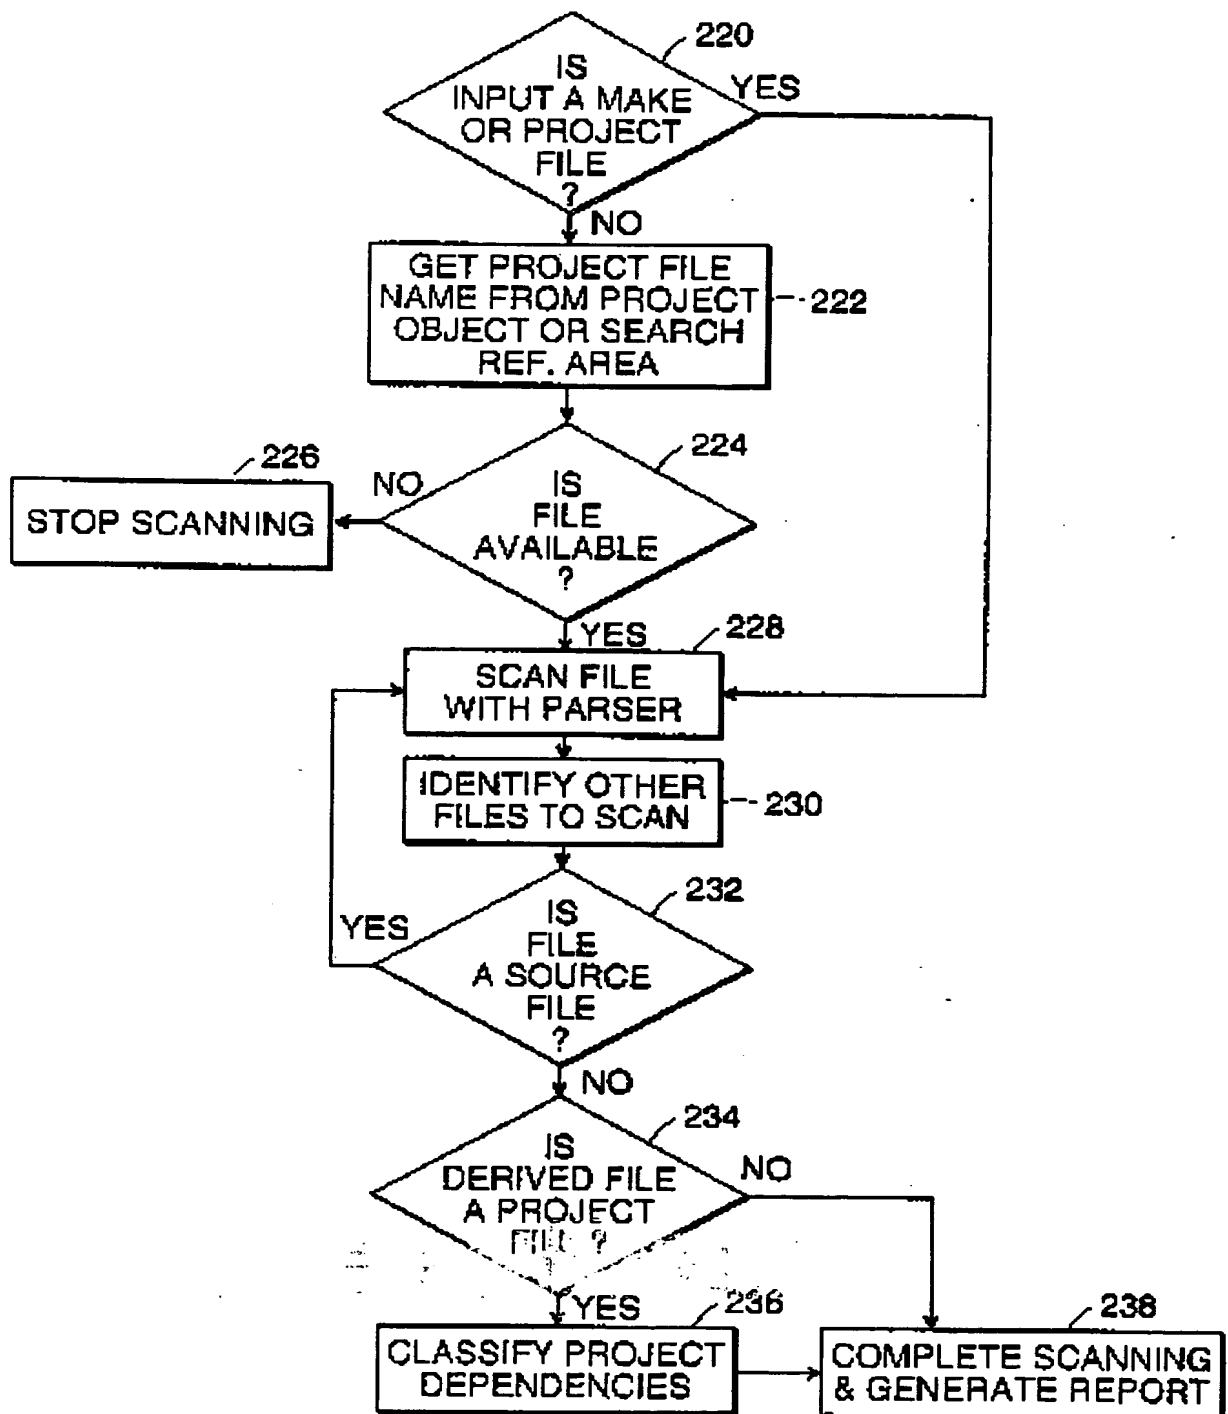 220
IS
INPUT A MAKE
OR PROJECT
FILE
?
YES
NO
GET PROJECT FILE
NAME FROM PROJECT
OBJECT OR SEARCH
REF. AREA
222
224
226
NO
IS
FILE
AVAILABLE
?
STOP SCANNING
YES
228
SCAN FILE
WITH PARSER
IDENTIFY OTHER
FILES TO SCAN
230
232
YES
IS
FILE
A SOURCE
FILE
?
NO
234
IS
DERIVED FILE
A PROJECT
FILE ?
NO
YES
236
238
CLASSIFY PROJECT
DEPENDENCIES
COMPLETE SCANNING
& GENERATE REPORT